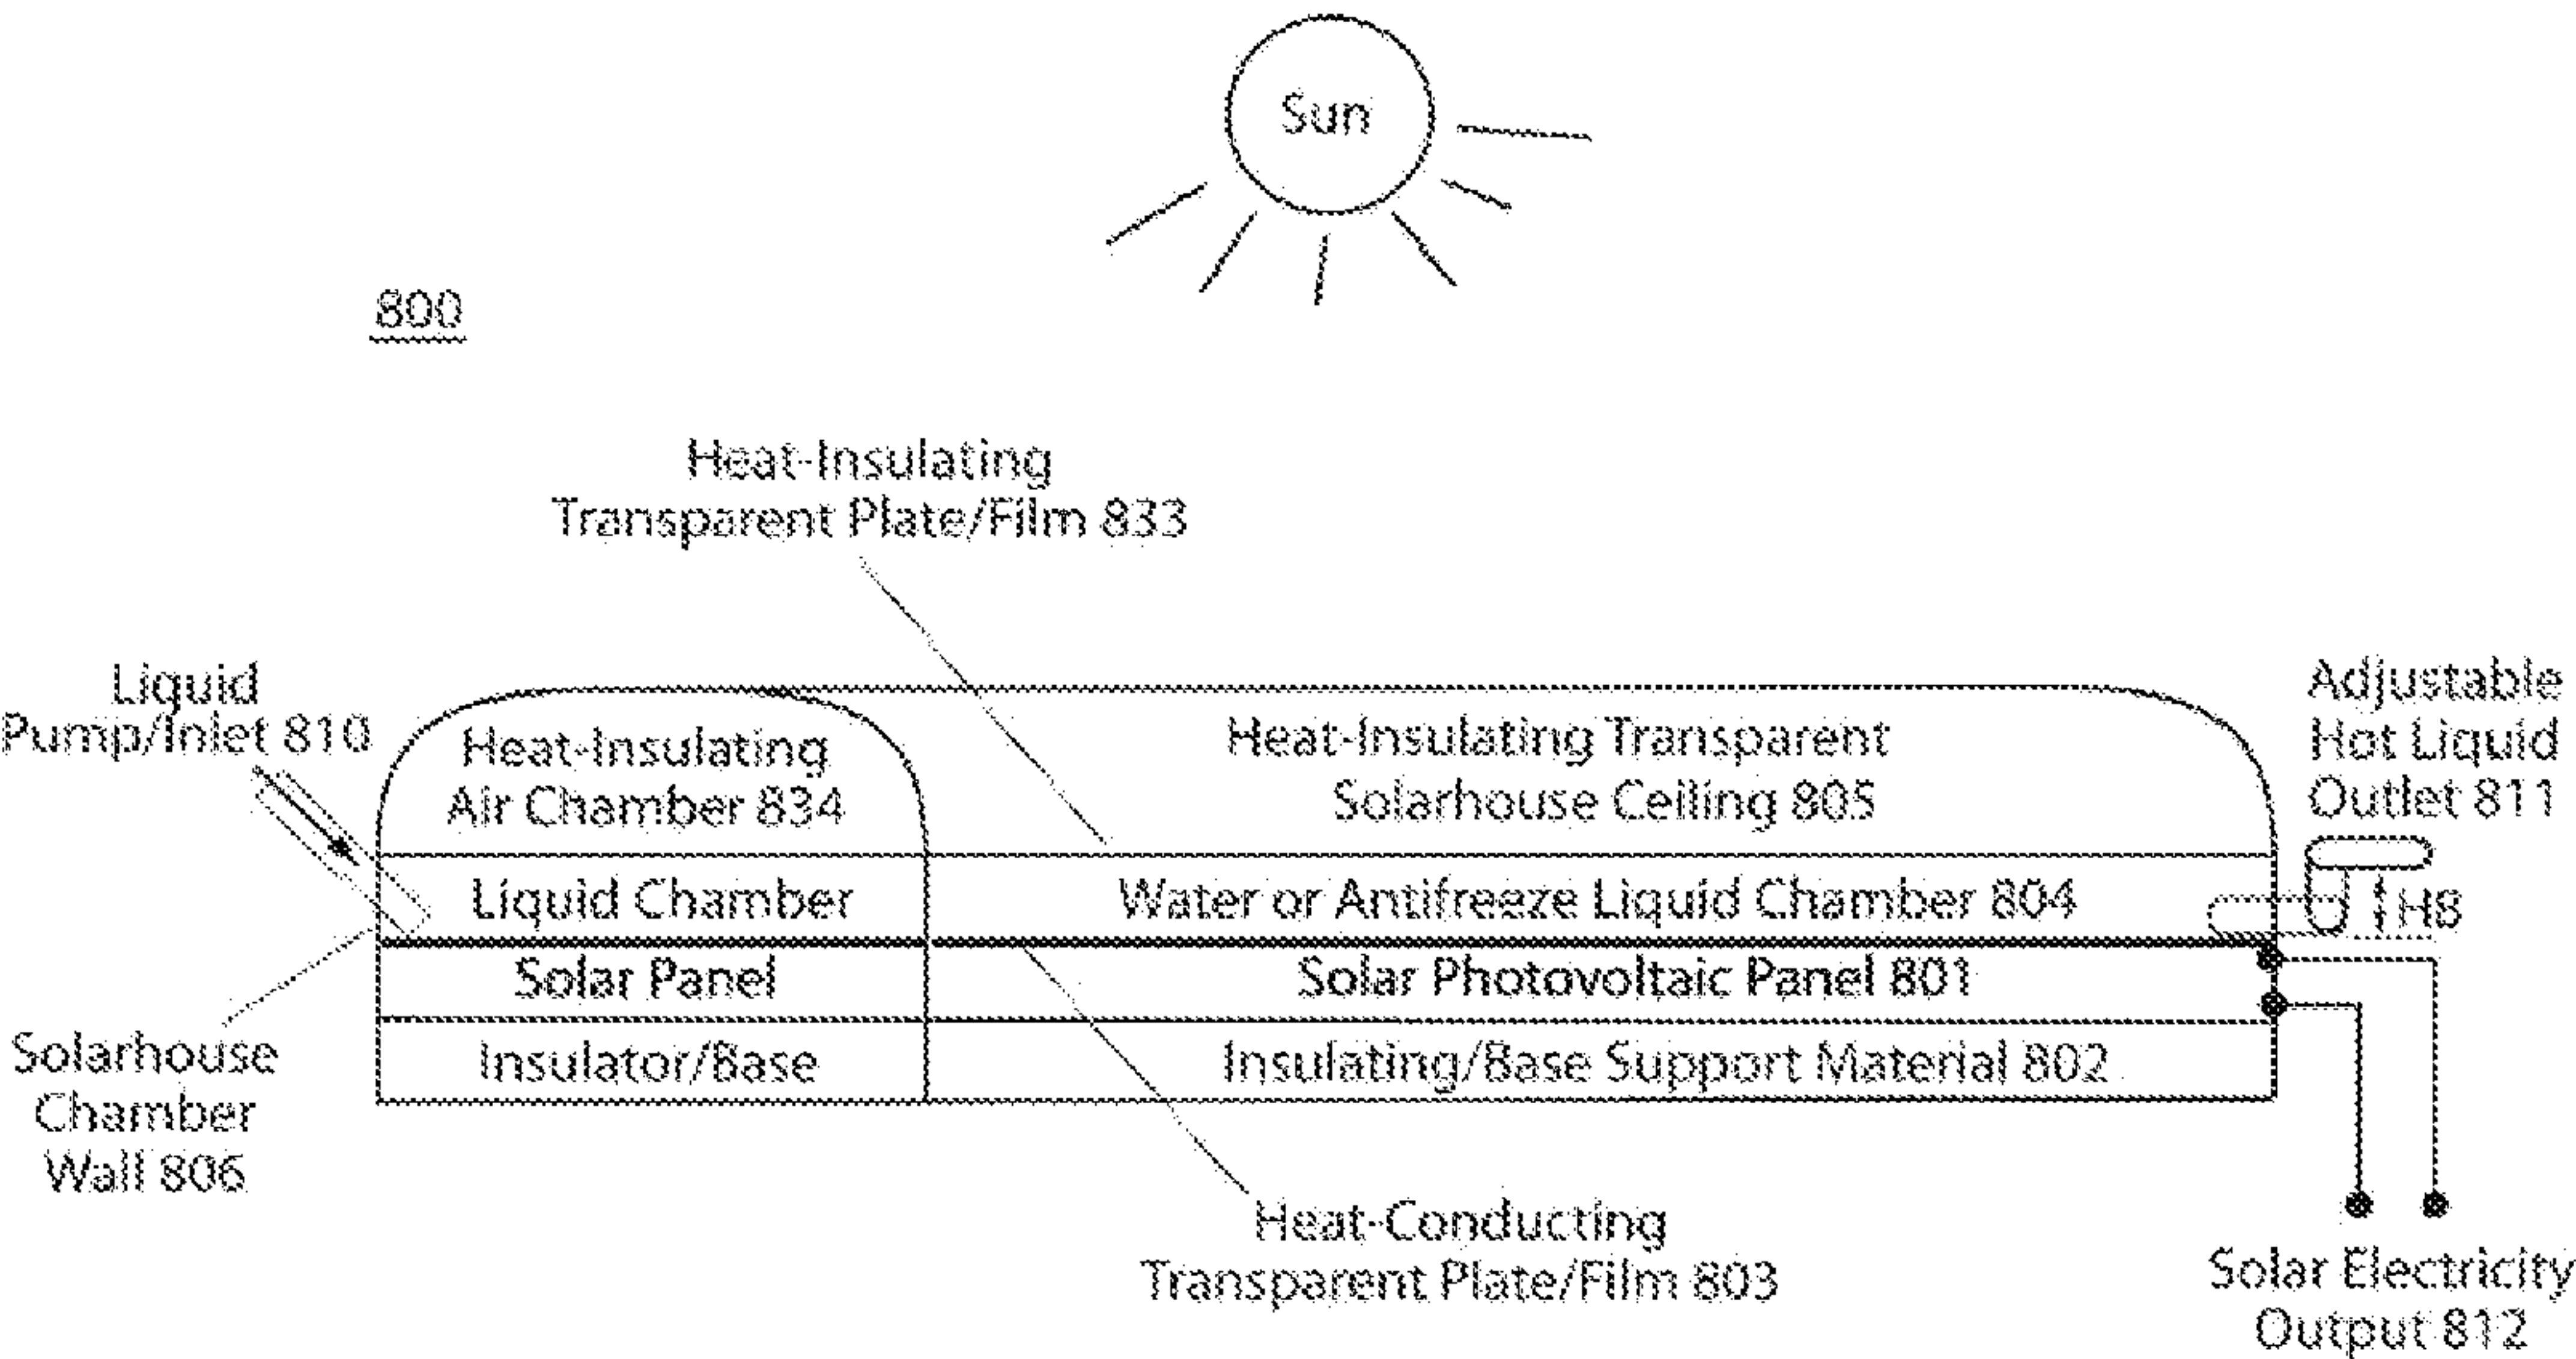 Sun
800
Heat-Insulating
Transparent Plate/Film 833
Liquid
Pump/Inlet 810
Heat-Insulating
Air Chamber 834
Heat-Insulating Transparent
Solarhouse Ceiling 805
Adjustable
Hot Liquid
Outlet 811
Liquid Chamber
Water or Antifreeze Liquid Chamber 804
H8
Solar Panel
Solar Photovoltaic Panel 801
Insulator/Base
Insulating/Base Support Material 802
Solarhouse
Chamber
Wall 806
Heat-Conducting
Transparent Plate/Film 803
Solar Electricity
Output 812